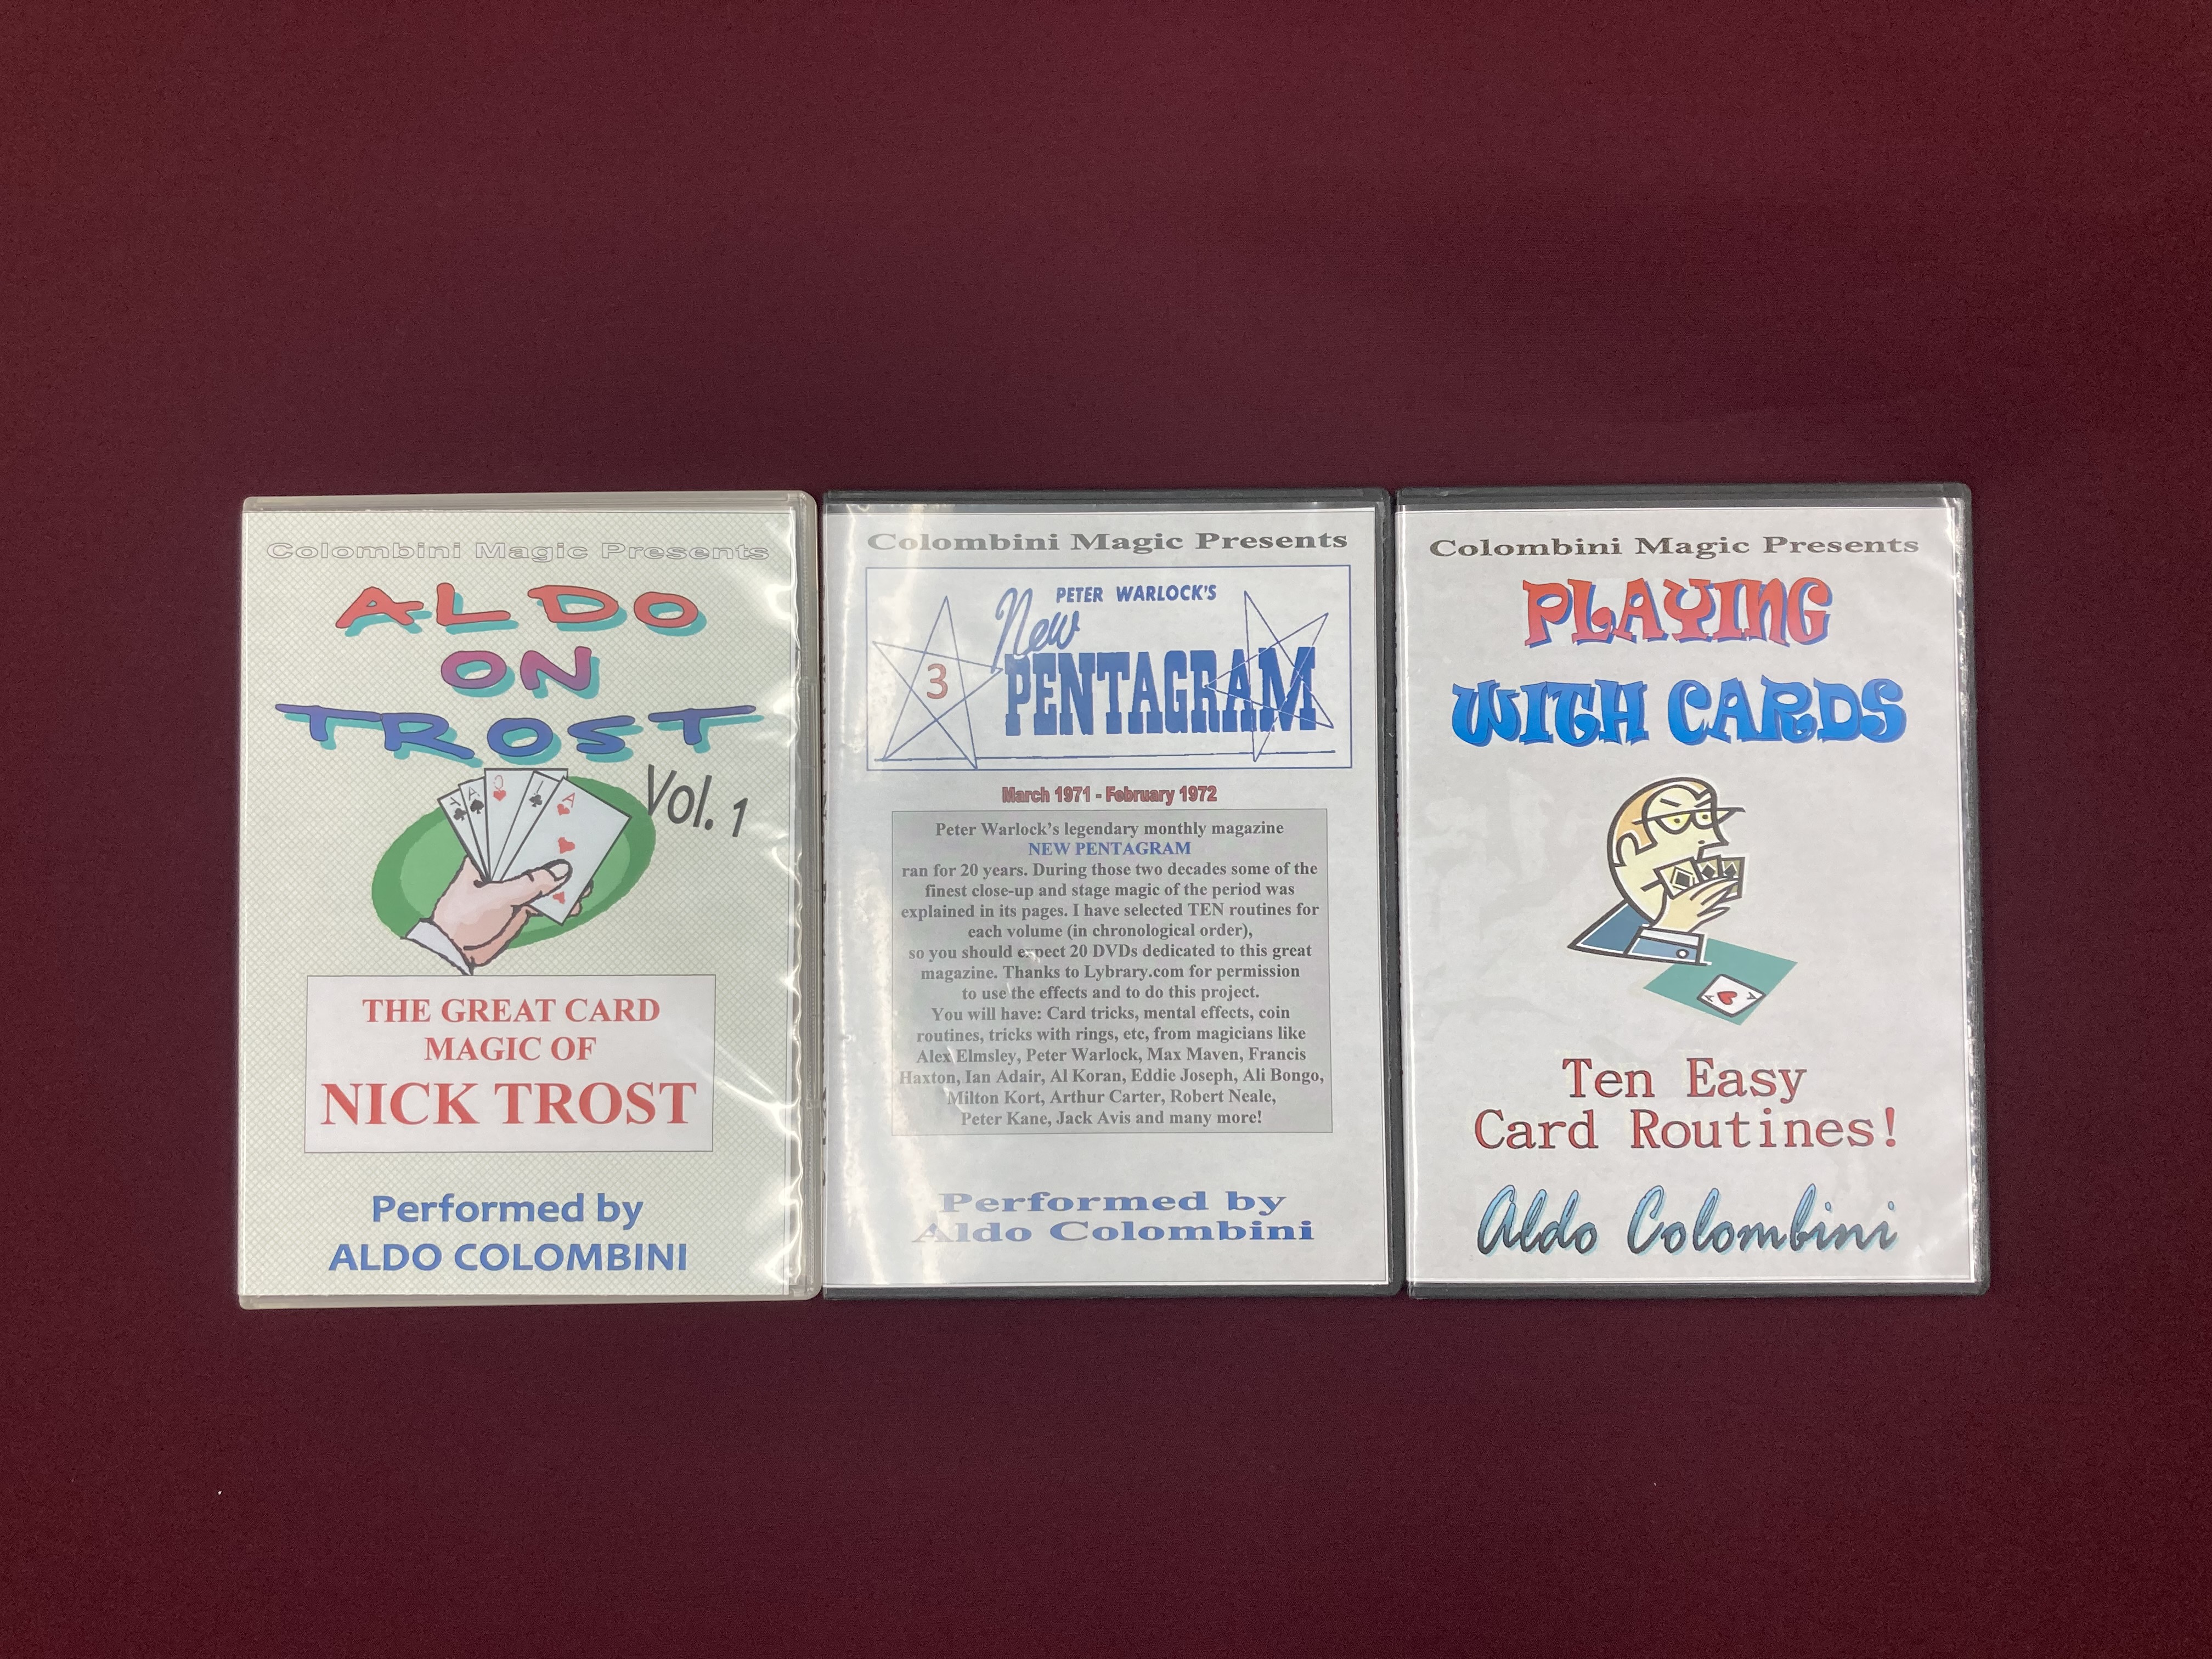 Colombini Magic Presents
ALDO
ON
TROST
Vol. 1
A
A
Q
J
A
THE GREAT CARD
MAGIC OF
NICK TROST
Performed by
ALDO COLOMBINI
Colombini Magic Presents
PETER WARLOCK'S
New
3
PENTAGRAM
March 1971 - February 1972
Peter Warlock's legendary monthly magazine
NEW PENTAGRAM
ran for 20 years. During those two decades some of the
finest close-up and stage magic of the period was
explained in its pages. I have selected TEN routines for
each volume (in chronological order),
so you should expect 20 DVDs dedicated to this great
magazine. Thanks to Lybrary.com for permission
to use the effects and to do this project.
You will have: Card tricks, mental effects, coin
routines, tricks with rings, etc, from magicians like
Alex Elmsley, Peter Warlock, Max Maven, Francis
Haxton, Ian Adair, Al Koran, Eddie Joseph, Ali Bongo,
Milton Kort, Arthur Carter, Robert Neale,
Peter Kane, Jack Avis and many more!
Performed by
Aldo Colombini
Colombini Magic Presents
PLAYING
WITH CARDS
A
A
Ten Easy
Card Routines!
Aldo Colombini